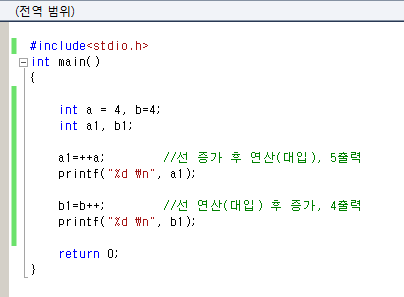 (전역 범위)
#include<stdio.h>
int main()
{
int a = 4, b=4;
int a1, b1;
a1=++a; //선 증가 후 연산(대입), 5출력
printf("%d ₩n", a1);
b1=b++; //선 연산(대입) 후 증가, 4출력
printf("%d ₩n", b1);
return 0;
}